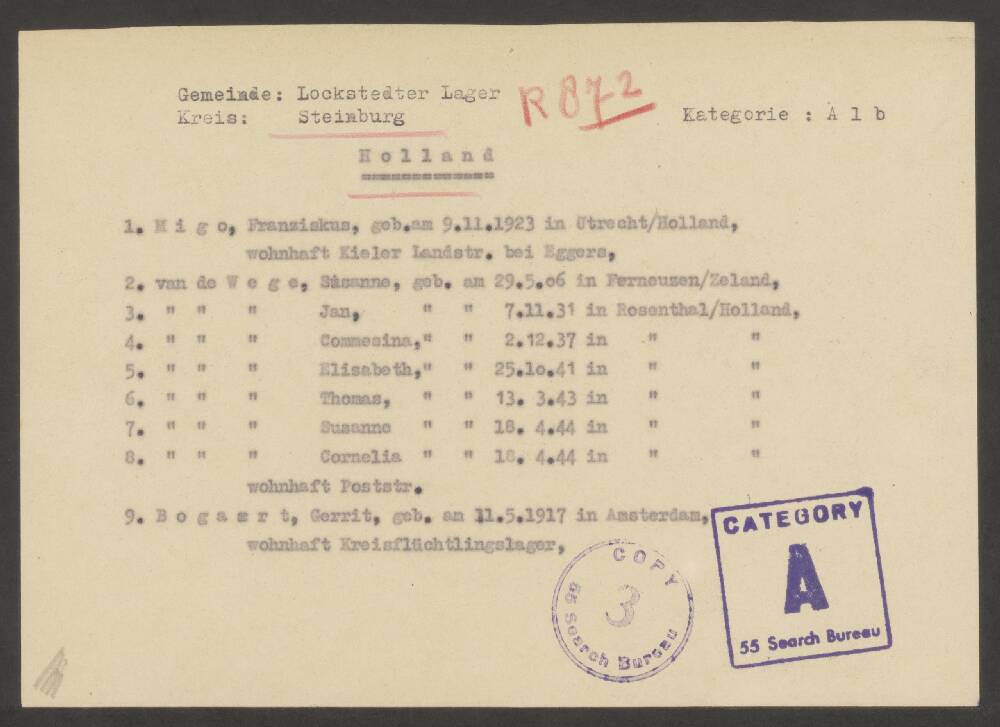 Gemeinde: Lockstedter Lager
Kreis: Steinburg
R 872
Kategorie : A 1 b
H o l l a n d
=============
1. M i g o, Franziskus, geb.am 9.11.1923 in Utrecht/Holland,
wohnhaft Kieler Landstr. bei Eggers,
2. van de W e g e, Susanne, geb. am 29.5.o6 in Ferneuzen/Zeland,
3. " " " Jan, " " 7.11.31 in Rosenthal/Holland,
4. " " " Commesina," " 2.12.37 in " "
5. " " " Elisabeth," " 25.1o.41 in " "
6. " " " Thomas, " " 13. 3.43 in " "
7. " " " Susanne " " 18. 4.44 in " "
8. " " " Cornelia " " 18. 4.44 in " "
wohnhaft Poststr.
9. B o g a e r t, Gerrit, geb. am 11.5.1917 in Amsterdam,
wohnhaft Kreisflüchtlingslager,
COPY
3
55 Search Bureau
CATEGORY
A
55 Search Bureau